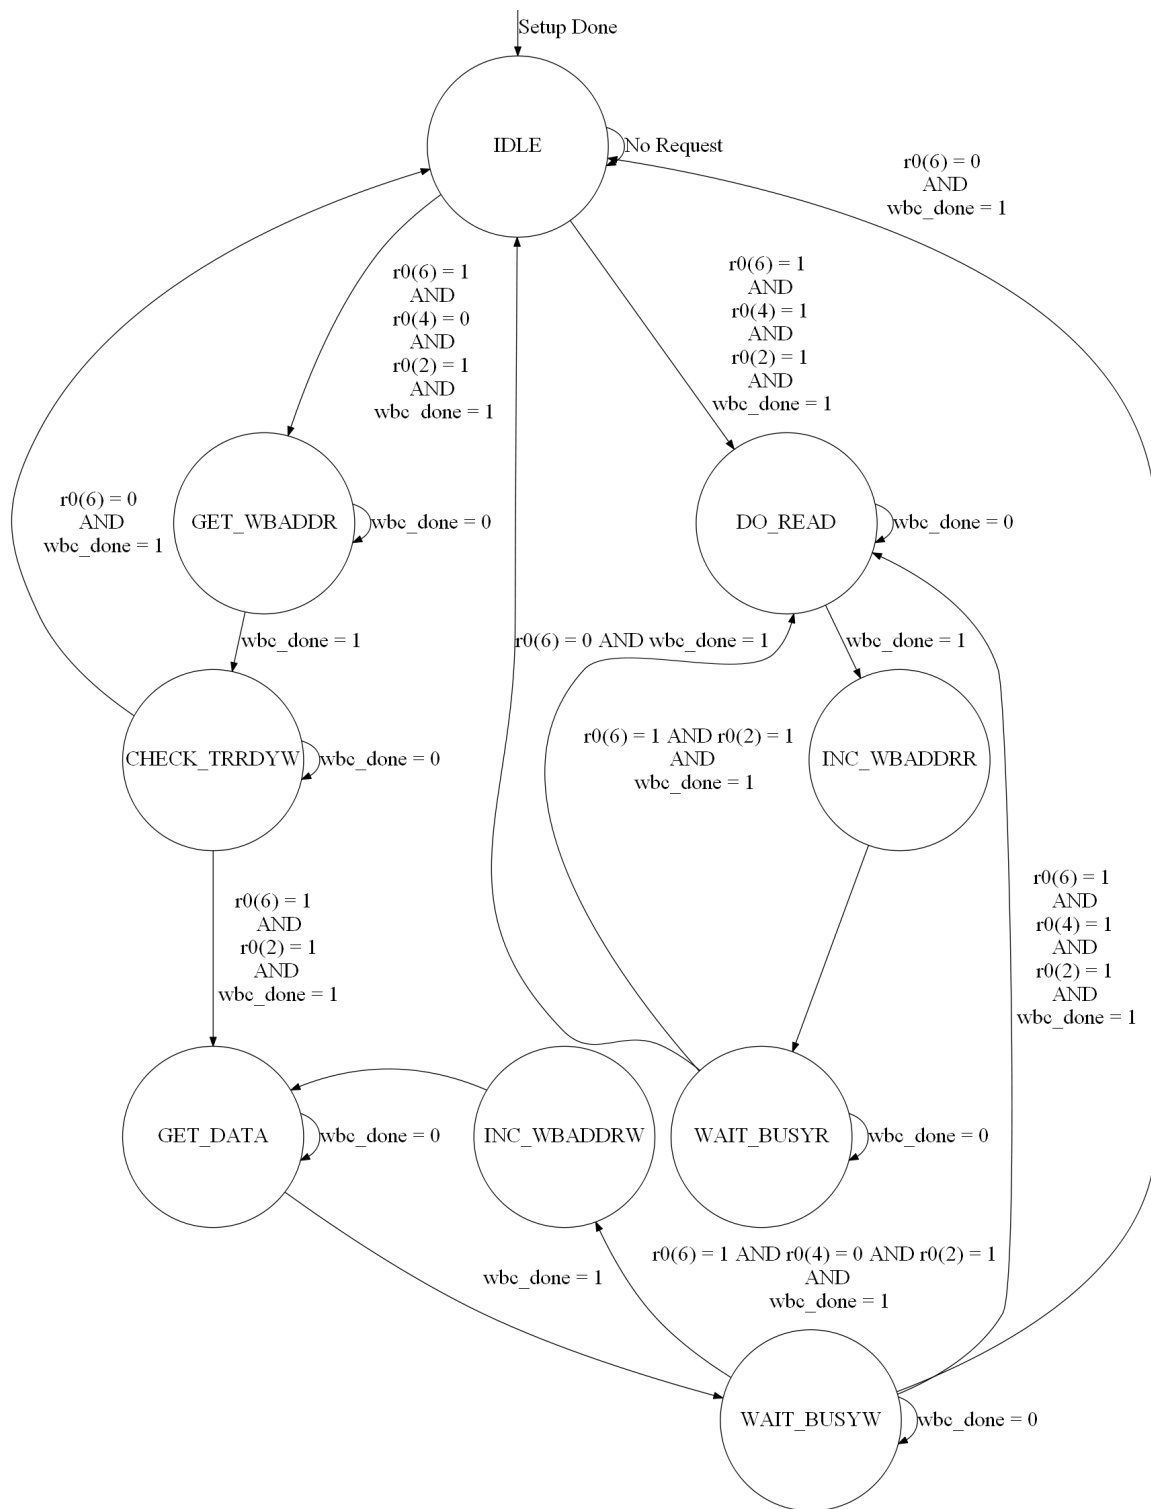 Setup Done
IDLE
No Request
r0(6) = 0
AND
wbc_done = 1
r0(6) = 1
AND
r0(4) = 0
AND
r0(2) = 1
AND
wbc_done = 1
r0(6) = 1
AND
r0(4) = 1
AND
r0(2) = 1
AND
wbc_done = 1
r0(6) = 0
AND
wbc_done = 1
GET_WBADDR
wbc_done = 0
DO_READ
wbc_done = 0
wbc_done = 1
r0(6) = 0 AND wbc_done = 1
wbc_done = 1
CHECK_TRRDYW
wbc_done = 0
r0(6) = 1 AND r0(2) = 1
AND
wbc_done = 1
INC_WBADDRR
r0(6) = 1
AND
r0(2) = 1
AND
wbc_done = 1
r0(6) = 1
AND
r0(4) = 1
AND
r0(2) = 1
AND
wbc_done = 1
GET_DATA
wbc_done = 0
INC_WBADDRW
WAIT_BUSYR
wbc_done = 0
wbc_done = 1
r0(6) = 1 AND r0(4) = 0 AND r0(2) = 1
AND
wbc_done = 1
WAIT_BUSYW
wbc_done = 0